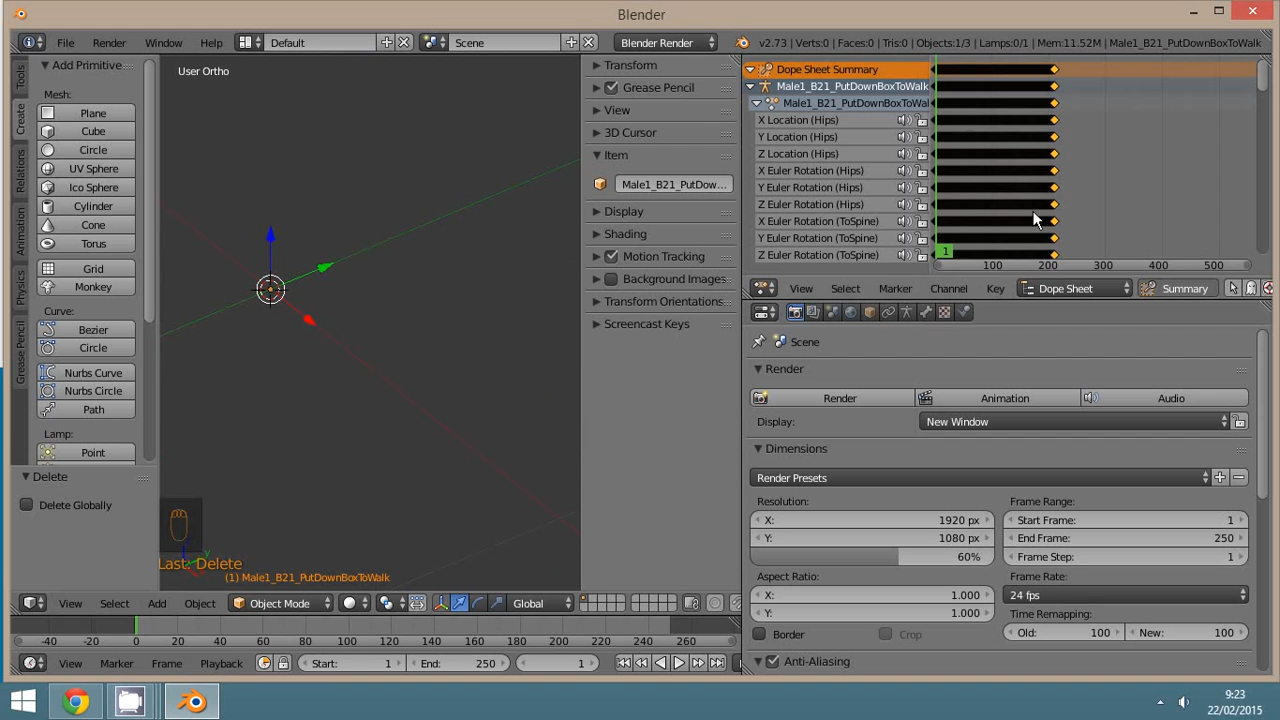 Blender
File Render Window Help Default Scene Blender Render v2.73 | Verts:0 | Faces:0 | Tris:0 | Objects:1/3 | Lamps:0/1 | Mem:11.52M | Male1_B21_PutDownBoxToWalk
Tools
Create
Relations
Animation
Physics
Grease Pencil
Add Primitive
Mesh:
Plane
Cube
Circle
UV Sphere
Ico Sphere
Cylinder
Cone
Torus
Grid
Monkey
Curve:
Bezier
Circle
Nurbs Curve
Nurbs Circle
Path
Lamp:
Point
Delete
Delete Globally
User Ortho
Last: Delete
(1) Male1_B21_PutDownBoxToWalk
Transform
Grease Pencil
View
3D Cursor
Item
Male1_B21_PutDow...
Display
Shading
Motion Tracking
Background Images
Transform Orientations
Screencast Keys
Dope Sheet Summary
Male1_B21_PutDownBoxToWalk
Male1_B21_PutDownBoxToWal
X Location (Hips)
Y Location (Hips)
Z Location (Hips)
X Euler Rotation (Hips)
Y Euler Rotation (Hips)
Z Euler Rotation (Hips)
X Euler Rotation (ToSpine)
Y Euler Rotation (ToSpine)
Z Euler Rotation (ToSpine)
1
100 200 300 400 500
View Select Marker Channel Key Dope Sheet Summary
Scene
Render
Render Animation Audio
Display: New Window
Dimensions
Render Presets
Resolution: Frame Range:
X: 1920 px Start Frame: 1
Y: 1080 px End Frame: 250
60% Frame Step: 1
Aspect Ratio: Frame Rate:
X: 1.000 24 fps
Y: 1.000 Time Remapping:
Border Crop Old: 100 New: 100
Anti-Aliasing
View Select Add Object Object Mode Global
-40 -20 0 20 40 60 80 100 120 140 160 180 200 220 240 260
View Marker Frame Playback Start: 1 End: 250 1
9:23
22/02/2015